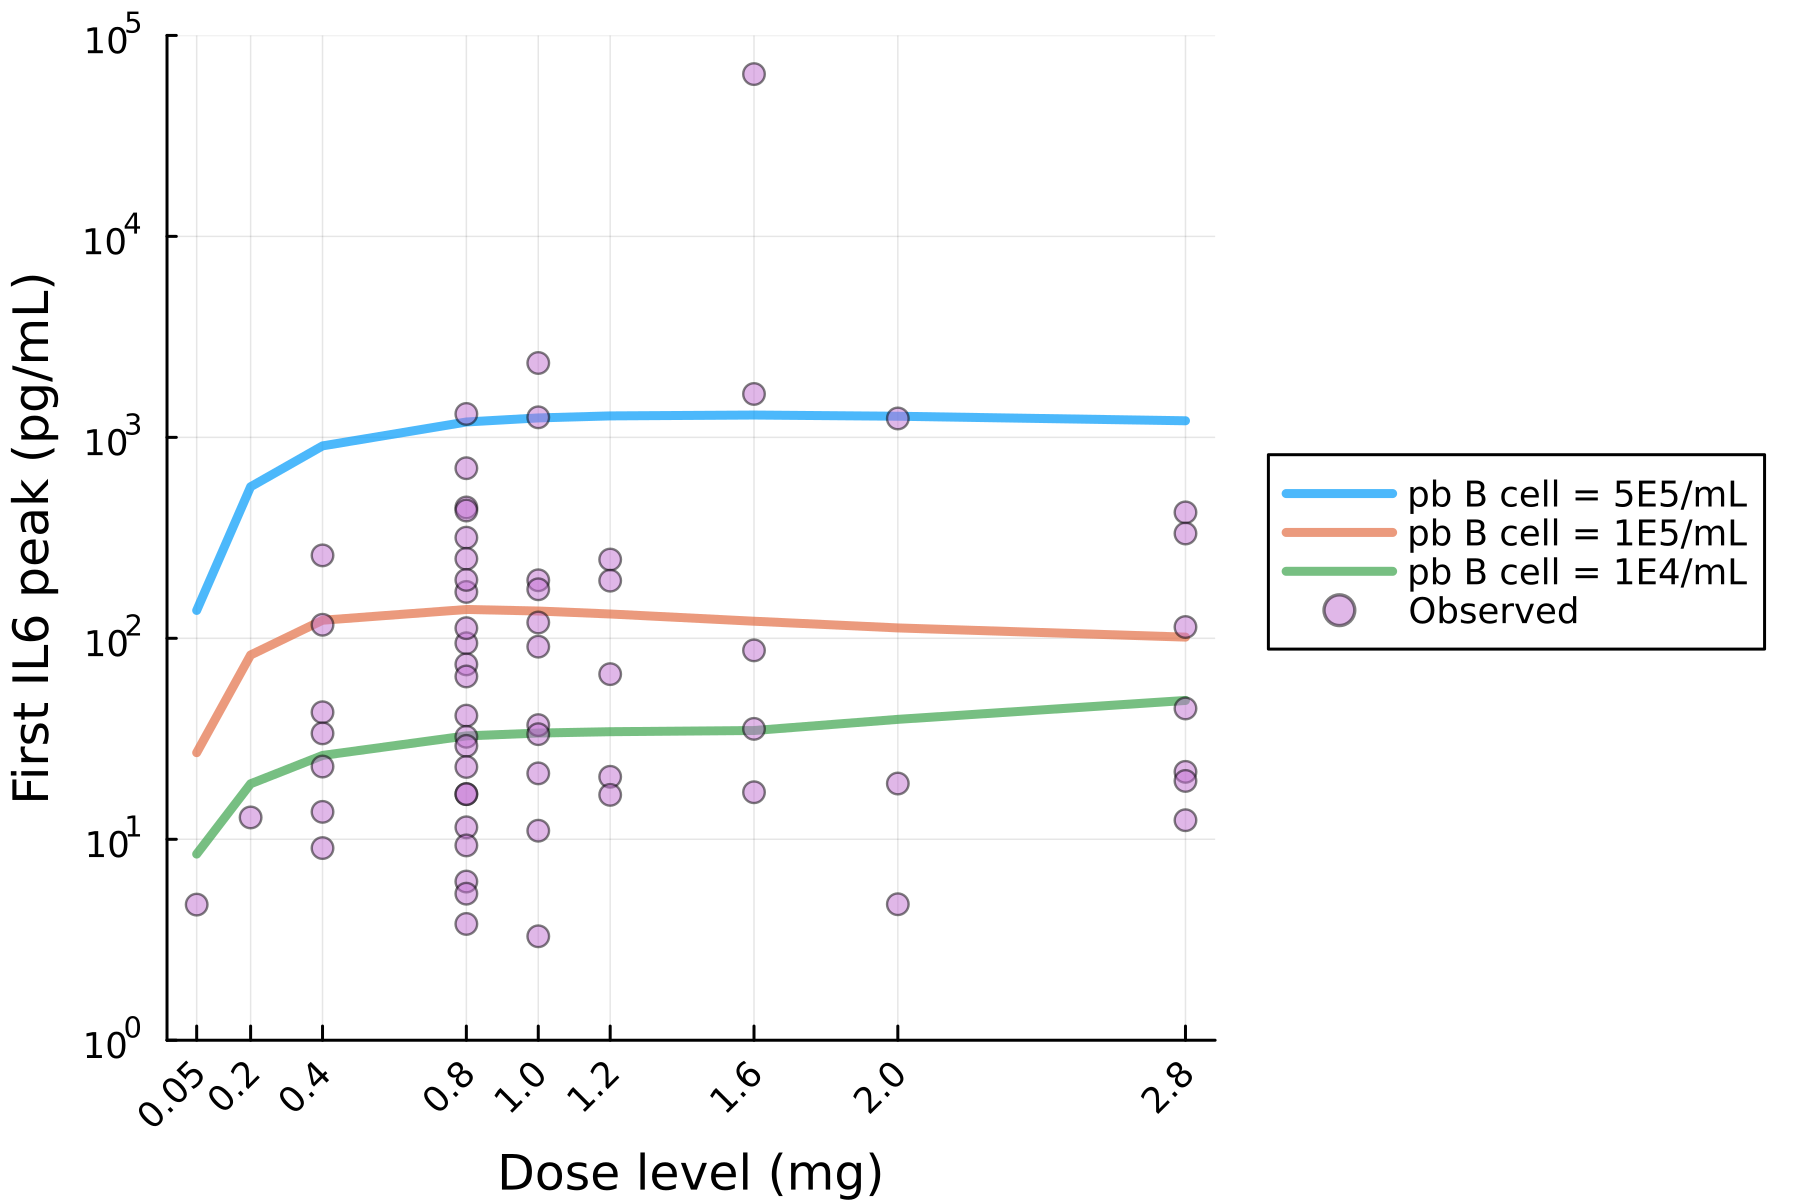 First IL6 peak (pg/mL)
10^5
10^4
10^3
10^2
10^1
10^0
0.05 0.2 0.4 0.8 1.0 1.2 1.6 2.0 2.8
Dose level (mg)
pb B cell = 5E5/mL
pb B cell = 1E5/mL
pb B cell = 1E4/mL
Observed